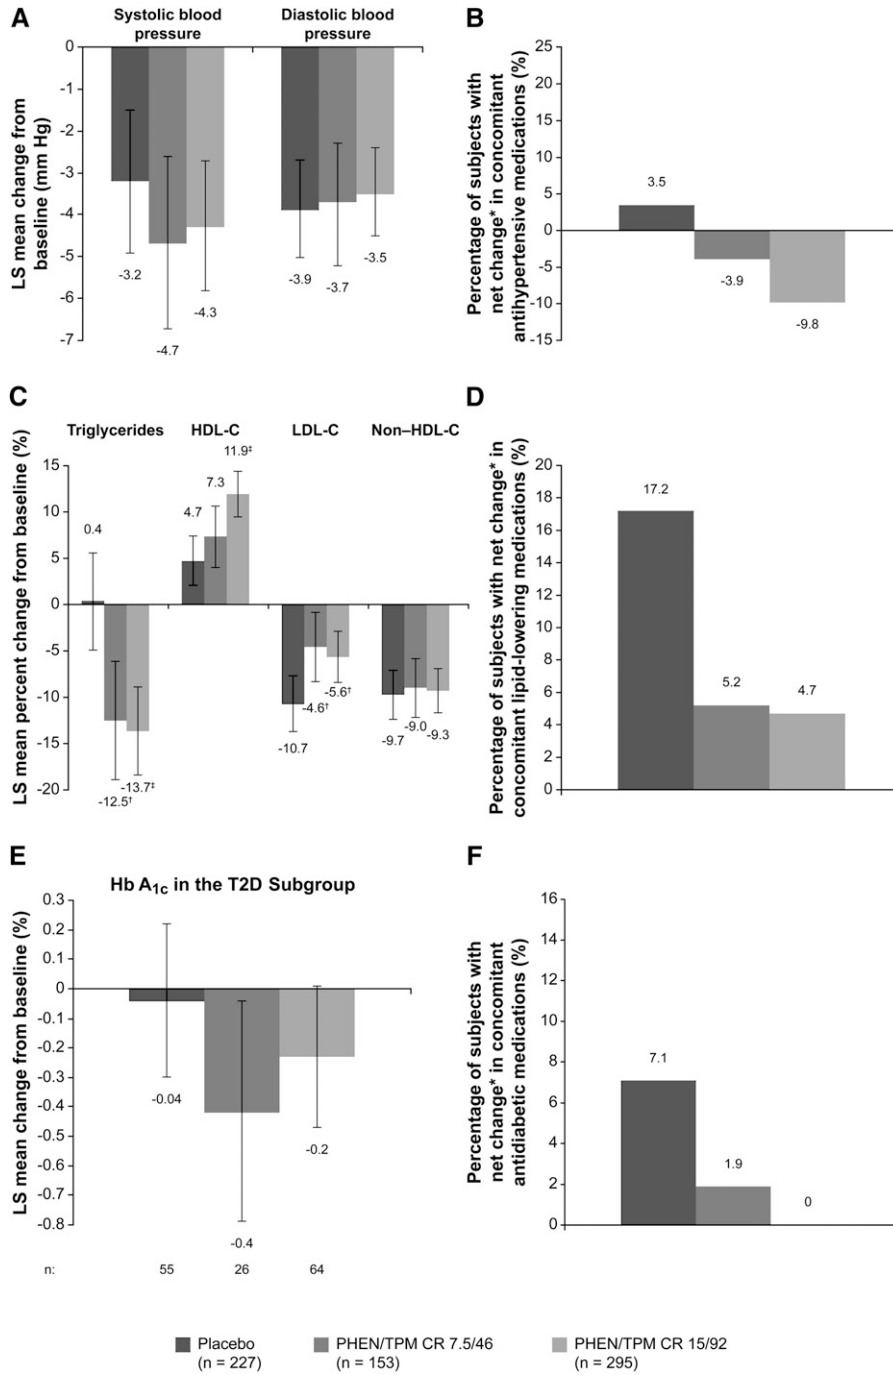 A
Systolic blood
pressure
Diastolic blood
pressure
LS mean change from
baseline (mm Hg)
0
-1
-2
-3
-4
-5
-6
-7
-3.2
-4.7
-4.3
-3.9
-3.7
-3.5
B
Percentage of subjects with
net change* in concomitant
antihypertensive medications (%)
25
20
15
10
5
0
-5
-10
-15
3.5
-3.9
-9.8
C
Triglycerides
HDL-C
LDL-C
Non–HDL-C
LS mean percent change from baseline (%)
15
10
5
0
-5
-10
-15
-20
0.4
-12.5†
-13.7‡
4.7
7.3
11.9‡
-10.7
-4.6†
-5.6†
-9.7
-9.0
-9.3
D
Percentage of subjects with net change* in
concomitant lipid-lowering medications (%)
20
18
16
14
12
10
8
6
4
2
0
17.2
5.2
4.7
E
Hb A1c in the T2D Subgroup
LS mean change from baseline (%)
0.3
0.2
0.1
0
-0.1
-0.2
-0.3
-0.4
-0.5
-0.6
-0.7
-0.8
-0.04
-0.4
-0.2
n: 55 26 64
F
Percentage of subjects with
net change* in concomitant
antidiabetic medications (%)
16
14
12
10
8
6
4
2
0
7.1
1.9
0
Placebo
(n = 227)
PHEN/TPM CR 7.5/46
(n = 153)
PHEN/TPM CR 15/92
(n = 295)